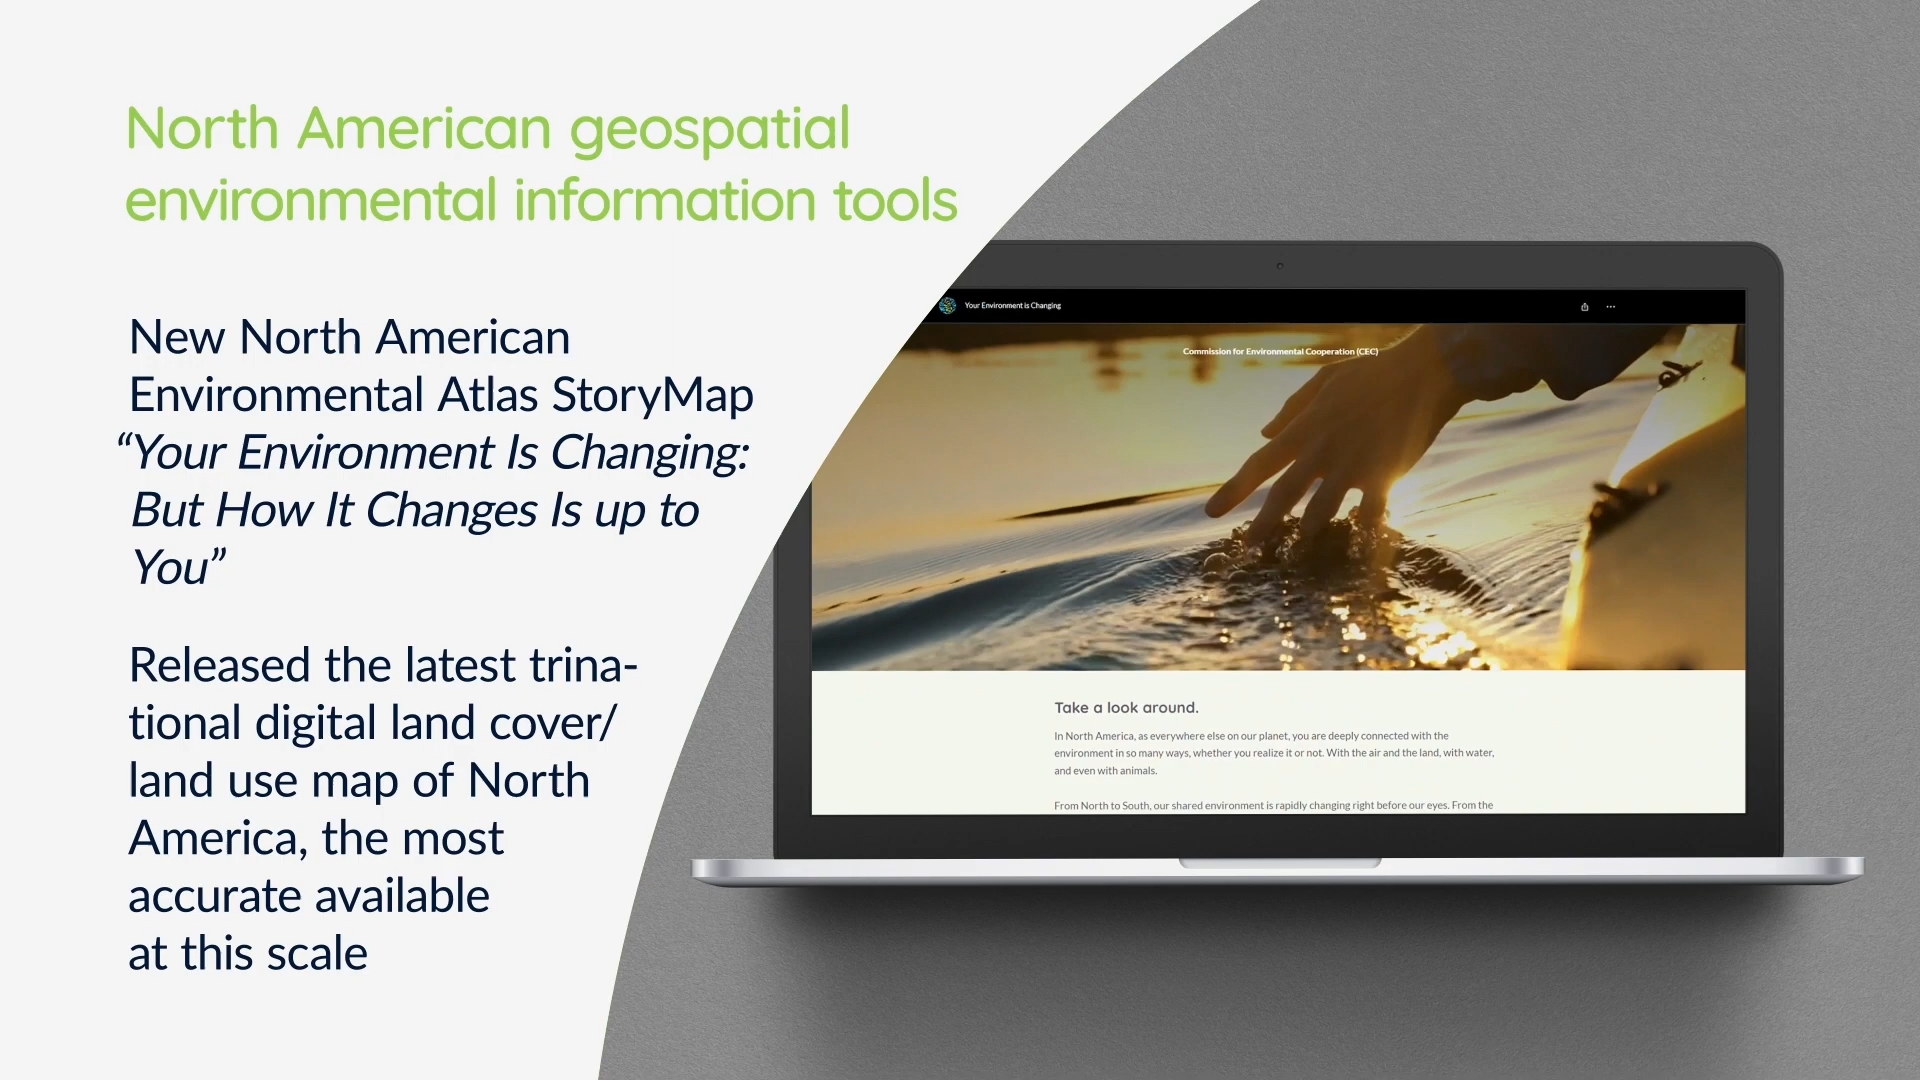 North American geospatial
environmental information tools
New North American
Environmental Atlas StoryMap
“Your Environment Is Changing:
But How It Changes Is up to
You”
Released the latest trina-
tional digital land cover/
land use map of North
America, the most
accurate available
at this scale
Your Environment is Changing
Commission for Environmental Cooperation (CEC)
Take a look around.
In North America, as everywhere else on our planet, you are deeply connected with the
environment in so many ways, whether you realize it or not. With the air and the land, with water,
and even with animals.
From North to South, our shared environment is rapidly changing right before our eyes. From the